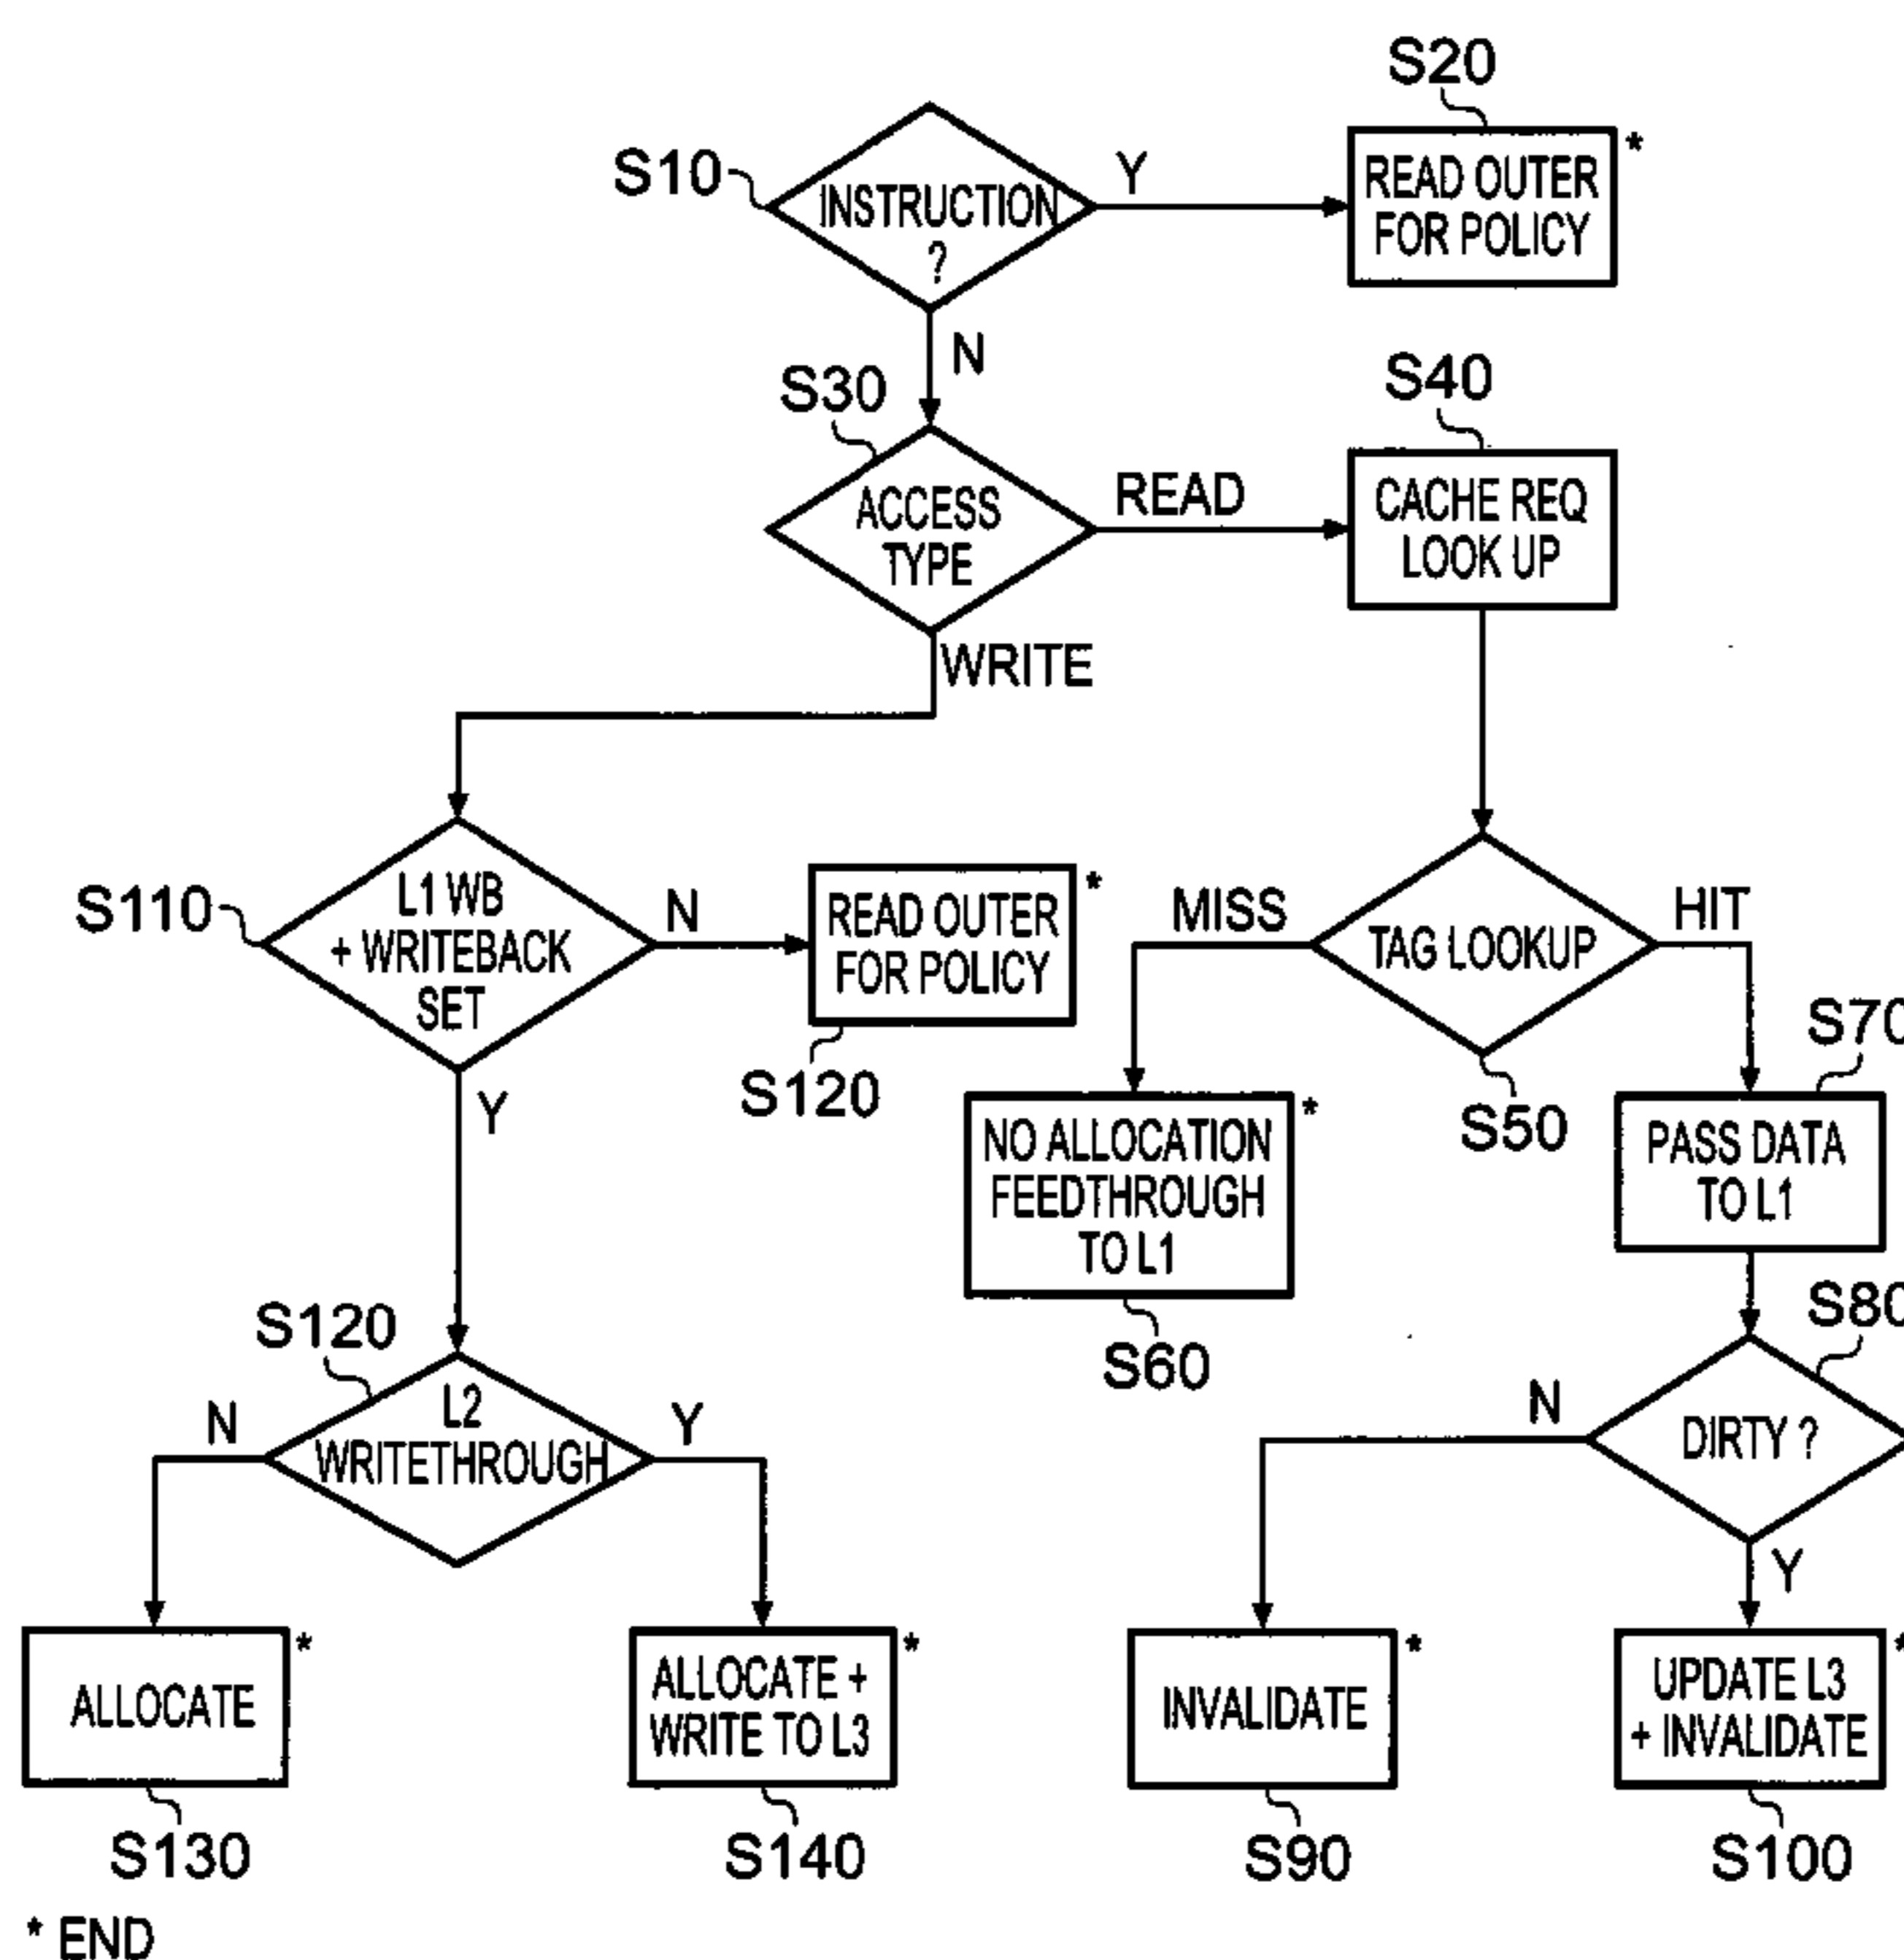 S20
S10
INSTRUCTION
?
Y
READ OUTER
FOR POLICY
*
N
S30
S40
ACCESS
TYPE
READ
CACHE REQ
LOOK UP
WRITE
S110
L1 WB
+ WRITEBACK
SET
N
READ OUTER
FOR POLICY
*
MISS
TAG LOOKUP
HIT
S70
S120
Y
S50
NO ALLOCATION
FEEDTHROUGH
TO L1
*
PASS DATA
TO L1
S120
S60
S80
N
L2
WRITETHROUGH
Y
N
DIRTY ?
Y
ALLOCATE
*
ALLOCATE +
WRITE TO L3
*
INVALIDATE
*
UPDATE L3
+ INVALIDATE
*
S130
S140
S90
S100
* END